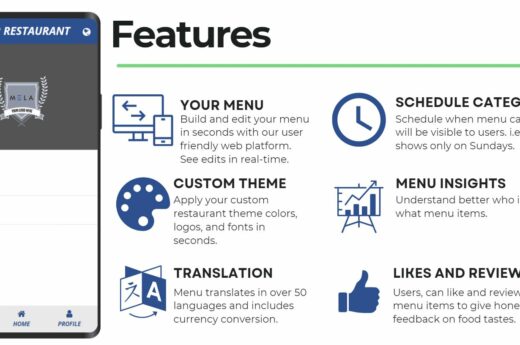 RESTAURANT
MELA
HOME
PROFILE
Features
YOUR MENU
Build and edit your menu
in seconds with our user
friendly web platform.
See edits in real-time.
SCHEDULE CATEG
Schedule when menu ca
will be visible to users. i.e
shows only on Sundays.
CUSTOM THEME
Apply your custom
restaurant theme colors,
logos, and fonts in
seconds.
MENU INSIGHTS
Understand better who i
what menu items.
A
TRANSLATION
Menu translates in over 50
languages and includes
currency conversion.
LIKES AND REVIEW
Users, can like and review
menu items to give hone
feedback on food tastes.